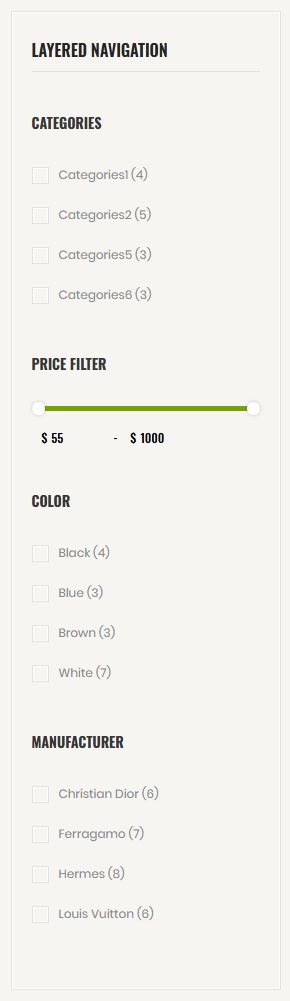 LAYERED NAVIGATION
CATEGORIES
Categories1 (4)
Categories2 (5)
Categories5 (3)
Categories6 (3)
PRICE FILTER
$ 55 - $ 1000
COLOR
Black (4)
Blue (3)
Brown (3)
White (7)
MANUFACTURER
Christian Dior (6)
Ferragamo (7)
Hermes (8)
Louis Vuitton (6)